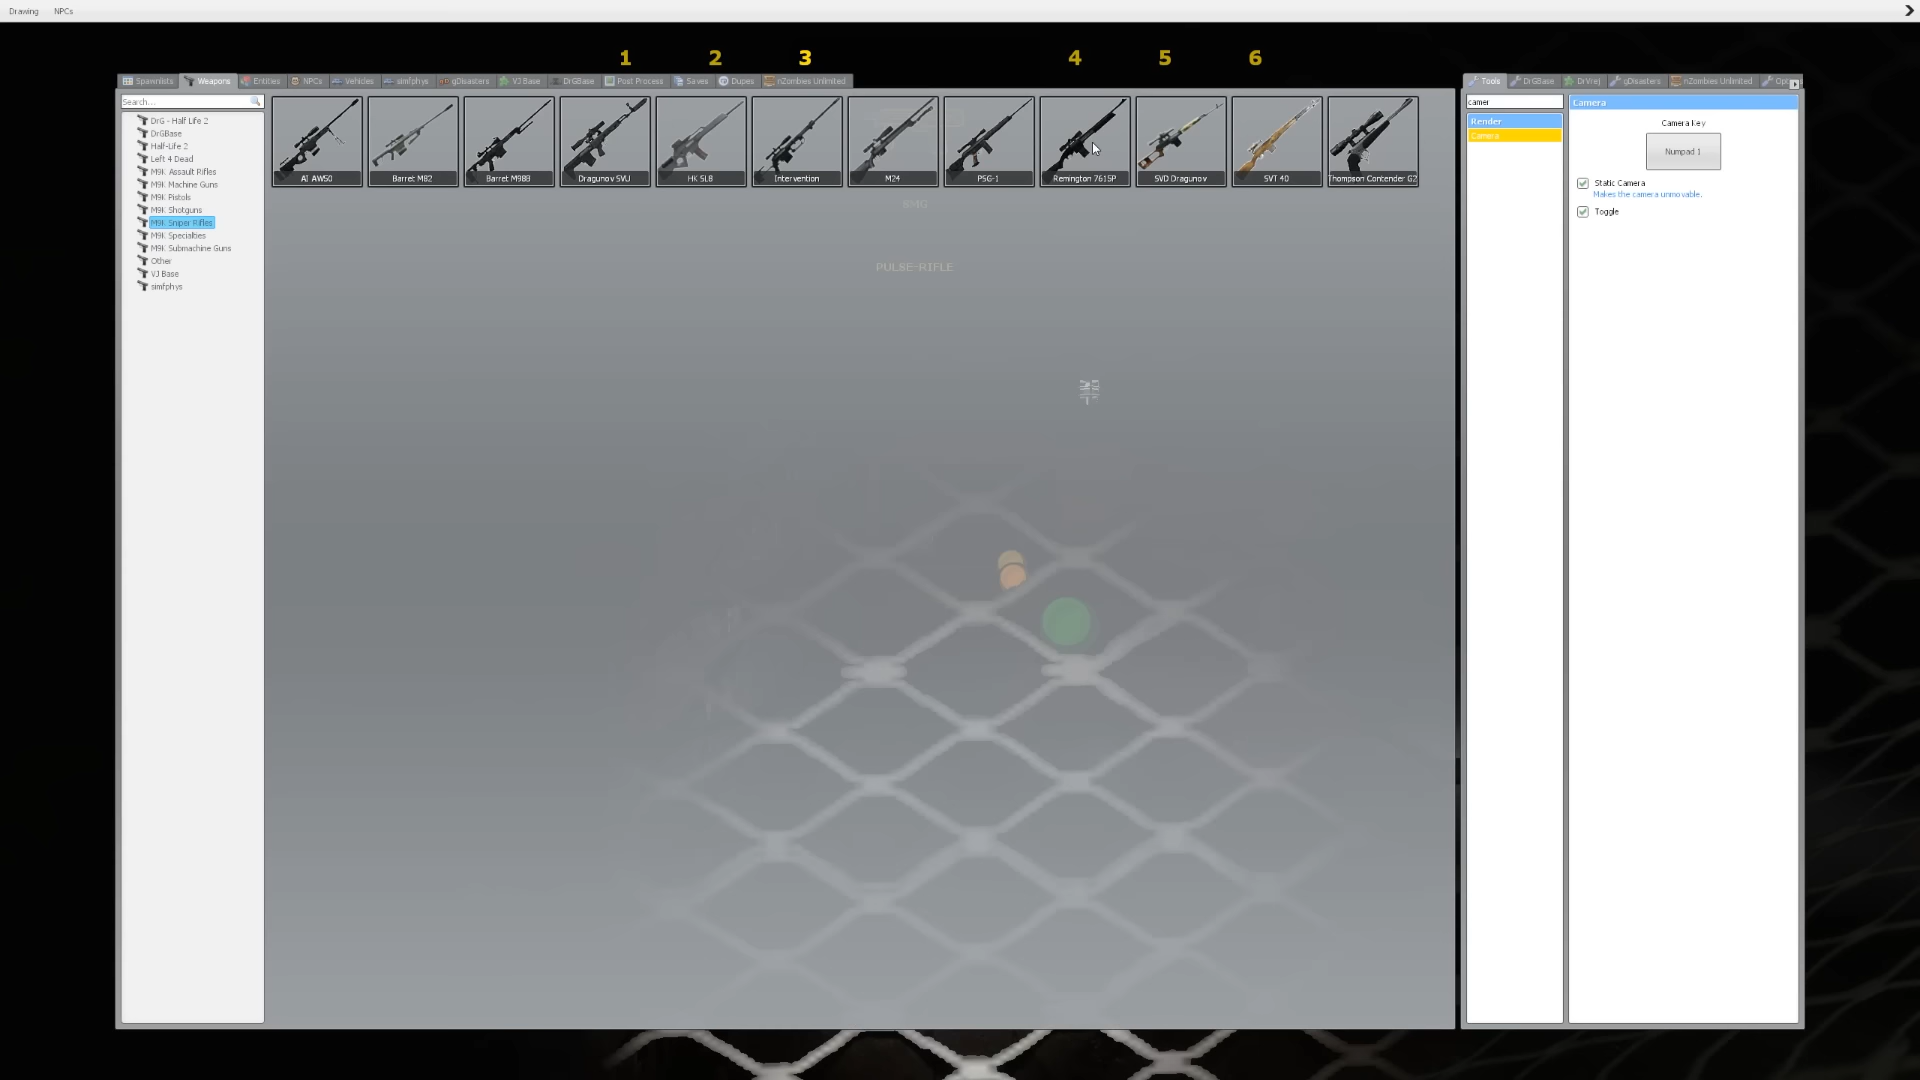 Drawing NPCs
1 2 3 4 5 6
Spawnlists Weapons Entities NPCs Vehicles simfphys gDisasters VJ Base DrGBase Post Process Saves Dupes nZombies Unlimited
Tools DrGBase DrVrej gDisasters nZombies Unlimited
Search...
DrG - Half Life 2
DrGBase
Half-Life 2
Left 4 Dead
M9K Assault Rifles
M9K Machine Guns
M9K Pistols
M9K Shotguns
M9K Sniper Rifles
M9K Specialties
M9K Submachine Guns
Other
VJ Base
simfphys
AI AW50
Barret M82
Barret M98B
Dragunov SVU
HK SL8
Intervention
M24
PSG-1
Remington 7615P
SVD Dragunov
SVT 40
Thompson Contender G2
SMG
PULSE-RIFLE
camer
Render
Camera
Camera
Camera Key
Numpad 1
Static Camera
Makes the camera unmovable.
Toggle